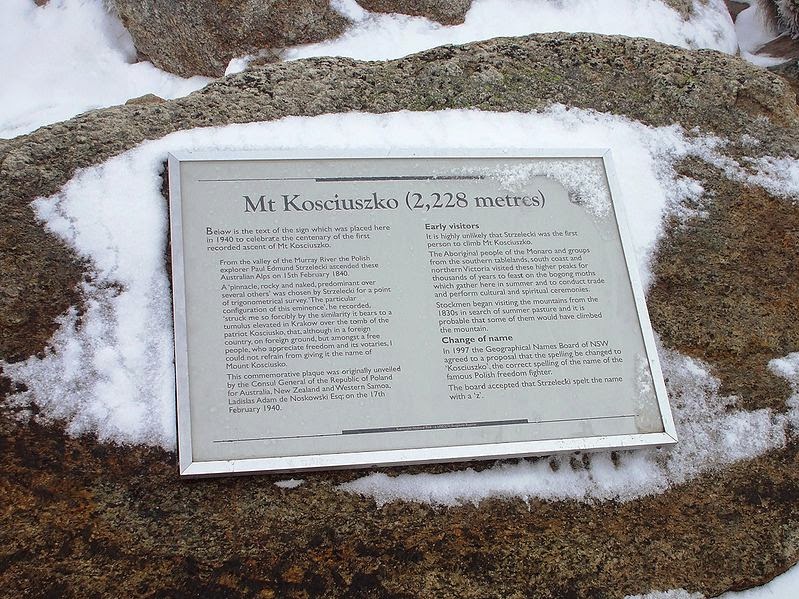 Mt Kosciuszko (2,228 metres)
Below is the text of the sign which was placed here
in 1940 to celebrate the centenary of the first
recorded ascent of Mt Kosciuszko.
From the valley of the Murray River the Polish
explorer Paul Edmund Strzelecki ascended these
Australian Alps on 15th February 1840.
A 'pinnacle, rocky and naked, predominant over
several others' was chosen by Strzelecki for a point
of trigonometrical survey. 'The particular
configuration of this eminence', he recorded,
'struck me so forcibly by the similarity it bears to a
tumulus elevated in Krakow over the tomb of the
patriot Kosciusko, that, although in a foreign
country, on foreign ground, but amongst a free
people, who appreciate freedom and its votaries, I
could not refrain from giving it the name of
Mount Kosciusko.
This commemorative plaque was originally unveiled
by the Consul General of the Republic of Poland
for Australia, New Zealand and Western Samoa,
Ladislas Adam de Noskowski Esq; on the 17th
February 1940.
Early visitors
It is highly unlikely that Strzelecki was the first
person to climb Mt Kosciuszko.
The Aboriginal people of the Monaro and groups
from the southern tablelands, south coast and
northern Victoria visited these higher peaks for
thousands of years to feast on the bogong moths
which gather here in summer and to conduct trade
and perform cultural and spiritual ceremonies.
Stockmen began visiting the mountains from the
1830s in search of summer pasture and it is
probable that some of them would have climbed
the mountain.
Change of name
In 1997 the Geographical Names Board of NSW
agreed to a proposal that the spelling be changed to
'Kosciuszko', the correct spelling of the name of the
famous Polish freedom fighter.
The board accepted that Strzelecki spelt the name
with a 'z'.